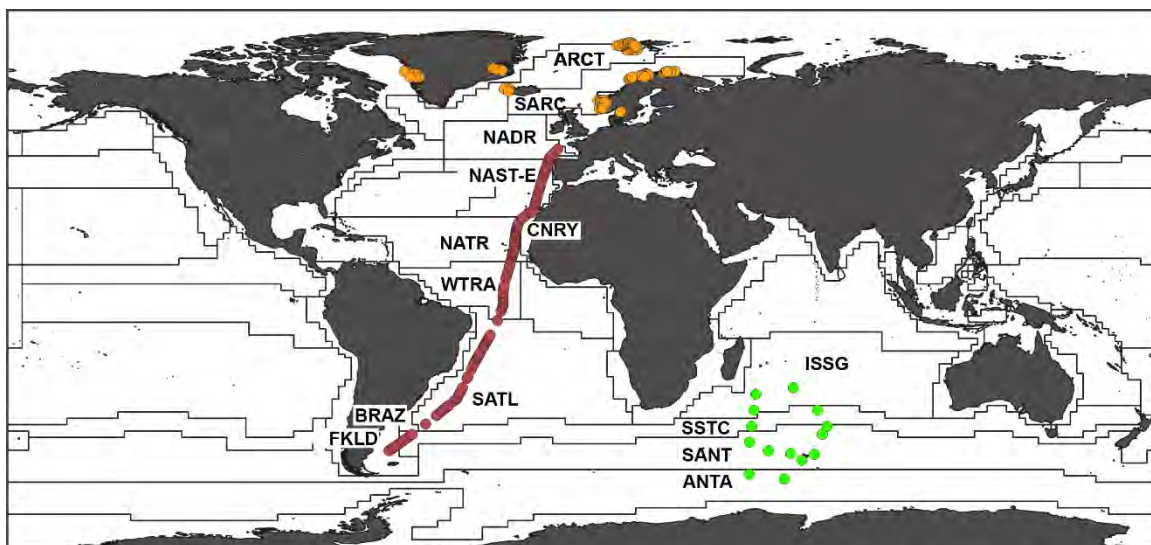 ARCT
SARC
NADR
NAST-E
CNRY
NATR
WTRA
ISSG
SATL
BRAZ
SSTC
FKLD
SANT
ANTA